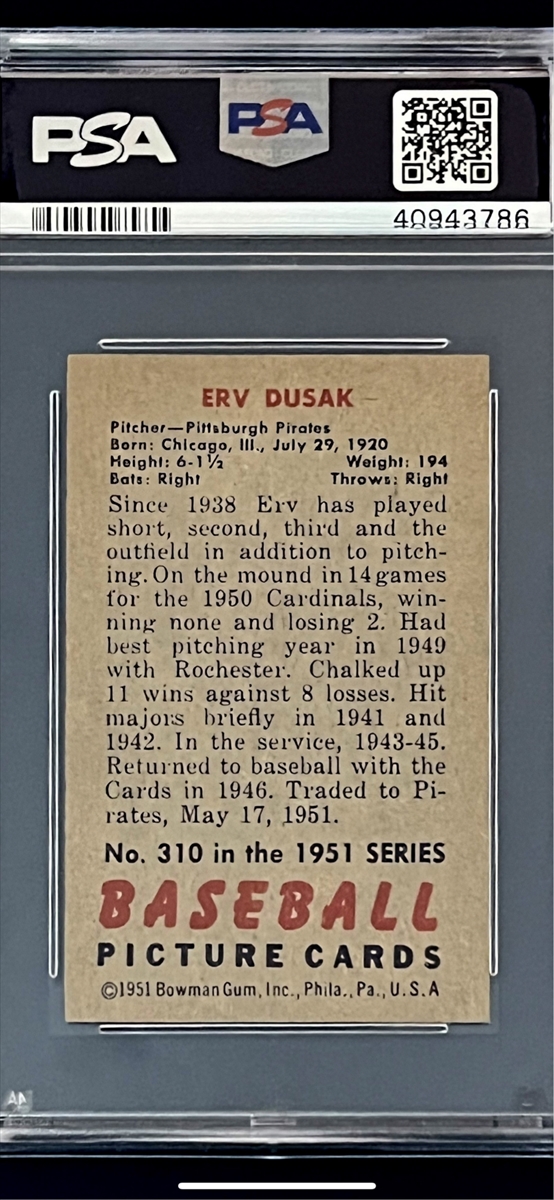 PSA
PSA
40943786
ERV DUSAK
Pitcher—Pittsburgh Pirates
Born: Chicago, Ill., July 29, 1920
Height: 6-1½ Weight: 194
Bats: Right Throws: Right
Since 1938 Erv has played
short, second, third and the
outfield in addition to pitch-
ing. On the mound in 14 games
for the 1950 Cardinals, win-
ning none and losing 2. Had
best pitching year in 1949
with Rochester. Chalked up
11 wins against 8 losses. Hit
majors briefly in 1941 and
1942. In the service, 1943-45.
Returned to baseball with the
Cards in 1946. Traded to Pi-
rates, May 17, 1951.
No. 310 in the 1951 SERIES
BASEBALL
PICTURE CARDS
©1951 Bowman Gum, Inc., Phila., Pa., U.S.A